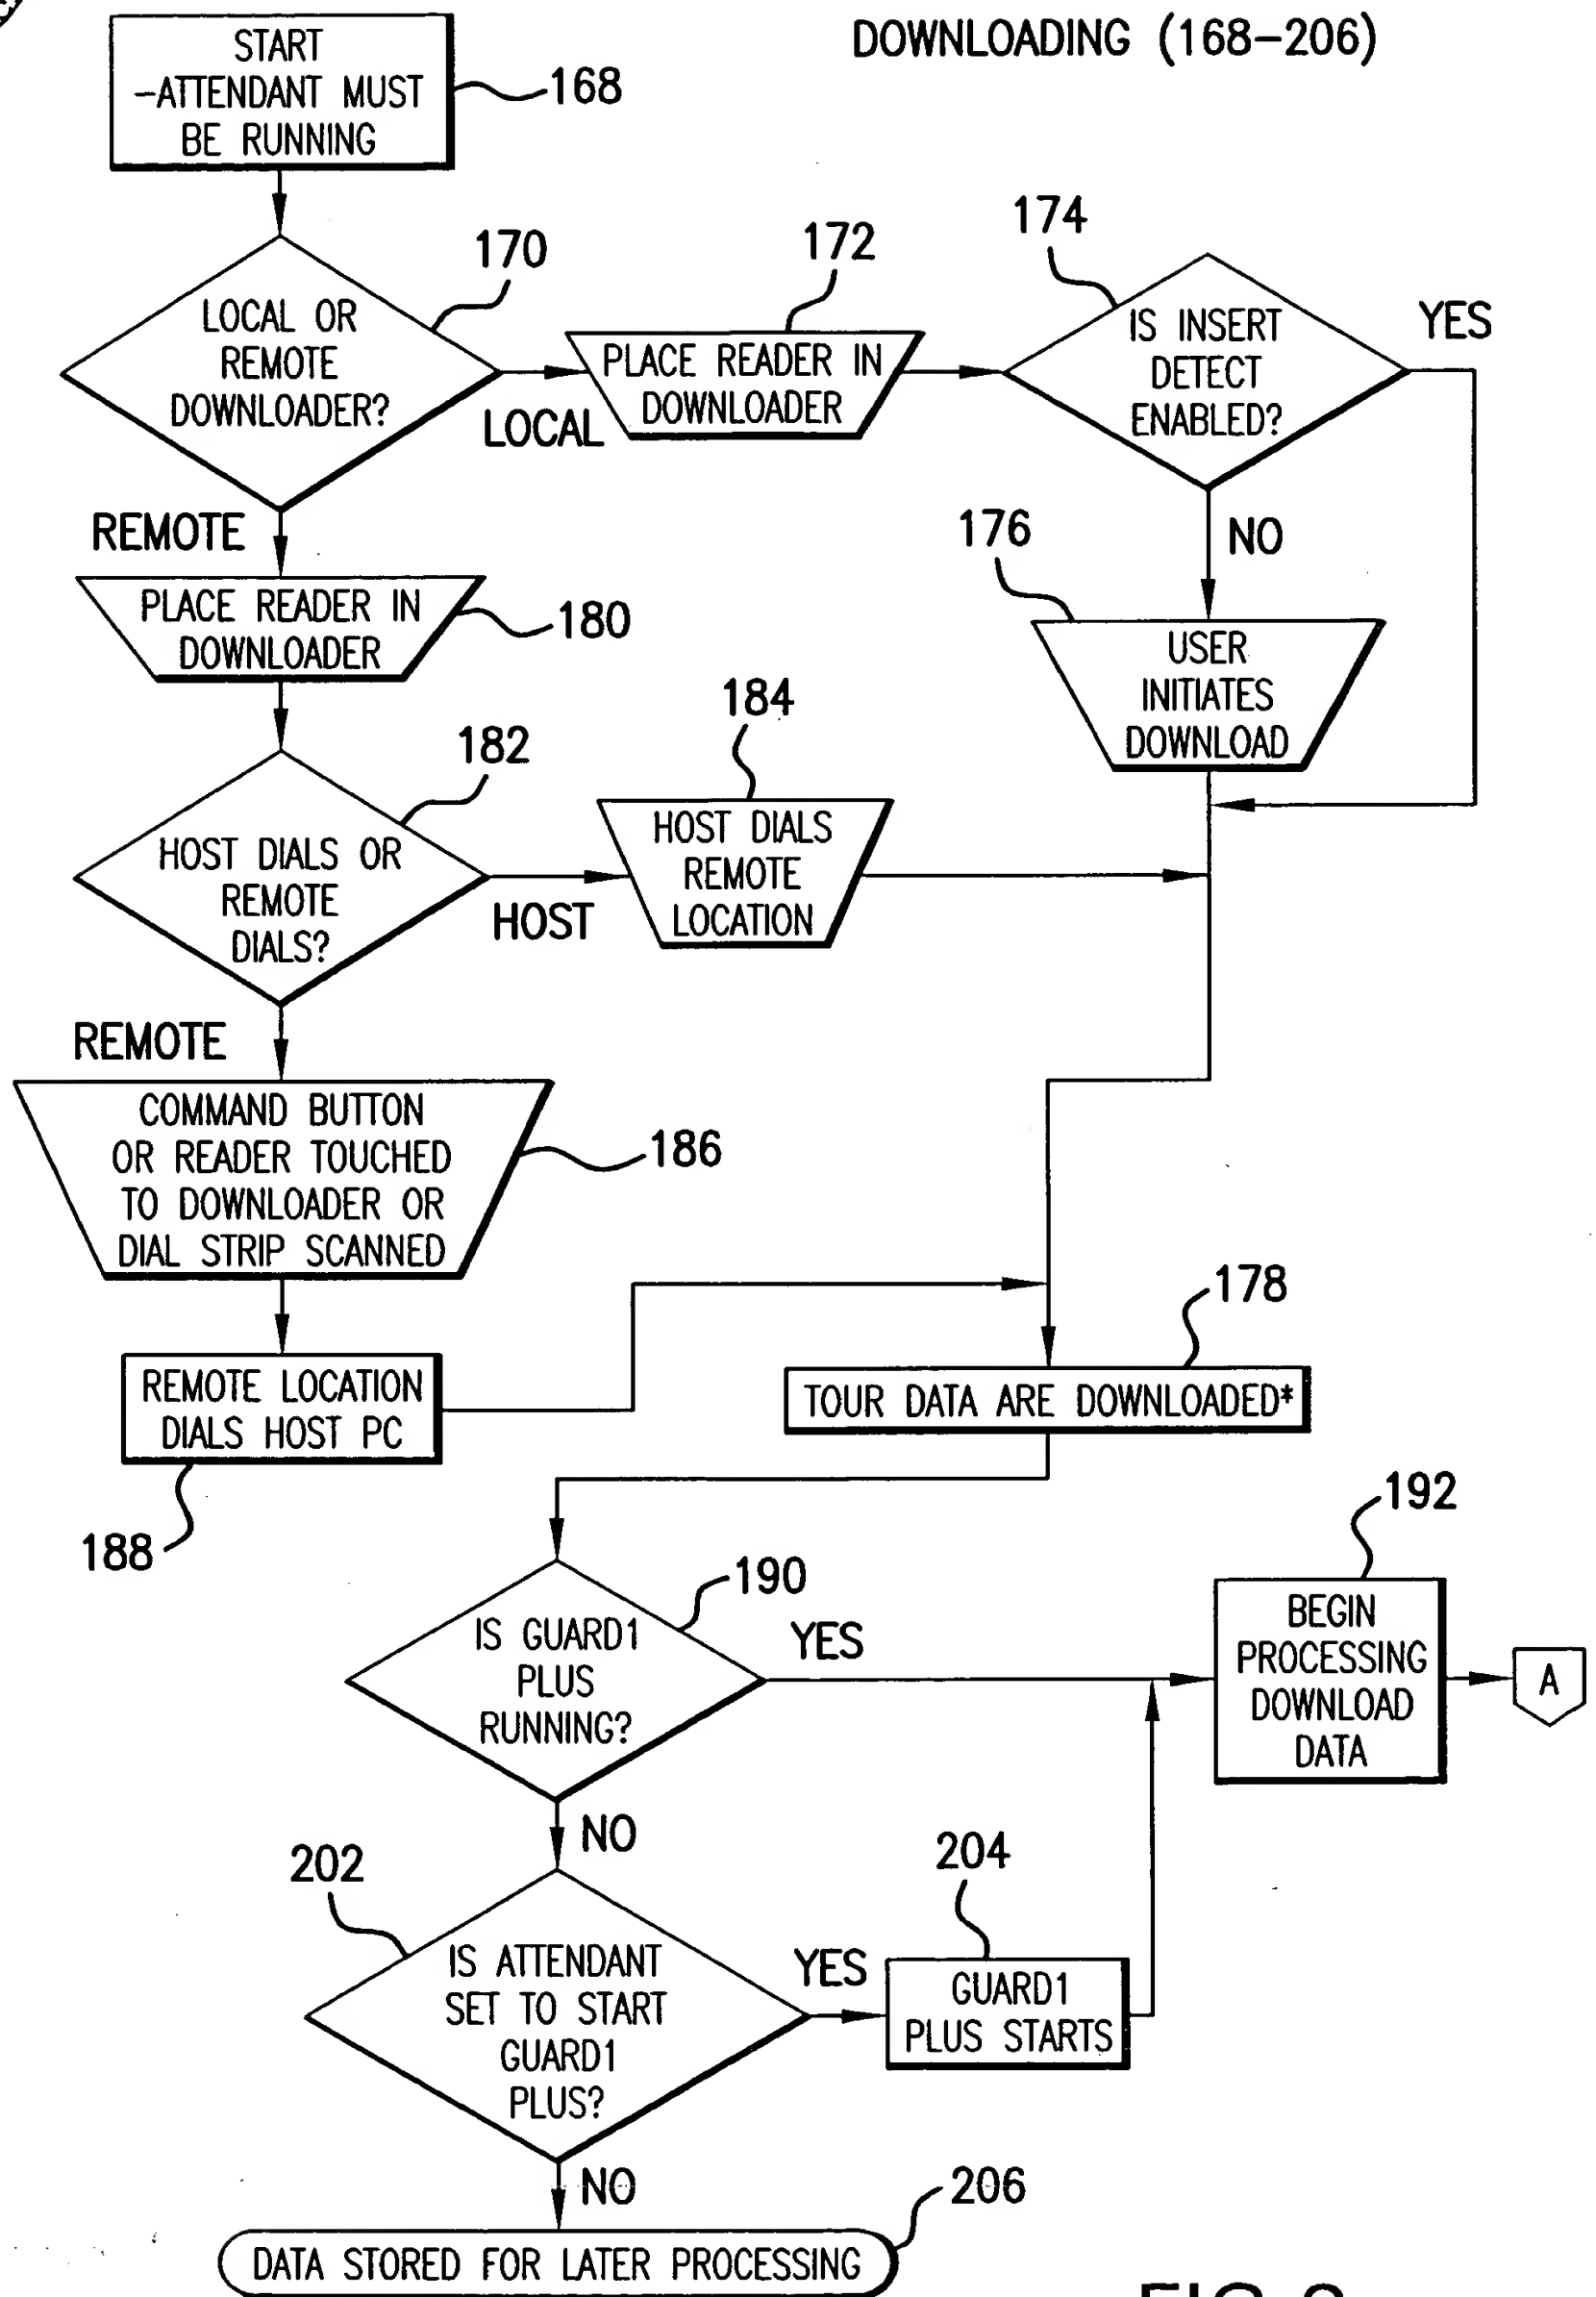 DOWNLOADING (168-206)
START
-ATTENDANT MUST
BE RUNNING
168
170
LOCAL OR
REMOTE
DOWNLOADER?
LOCAL
172
PLACE READER IN
DOWNLOADER
174
IS INSERT
DETECT
ENABLED?
YES
NO
176
USER
INITIATES
DOWNLOAD
REMOTE
PLACE READER IN
DOWNLOADER
180
182
HOST DIALS OR
REMOTE
DIALS?
HOST
184
HOST DIALS
REMOTE
LOCATION
REMOTE
COMMAND BUTTON
OR READER TOUCHED
TO DOWNLOADER OR
DIAL STRIP SCANNED
186
REMOTE LOCATION
DIALS HOST PC
188
178
TOUR DATA ARE DOWNLOADED*
190
IS GUARD1
PLUS
RUNNING?
YES
192
BEGIN
PROCESSING
DOWNLOAD
DATA
A
NO
202
IS ATTENDANT
SET TO START
GUARD1
PLUS?
YES
204
GUARD1
PLUS STARTS
NO
206
DATA STORED FOR LATER PROCESSING